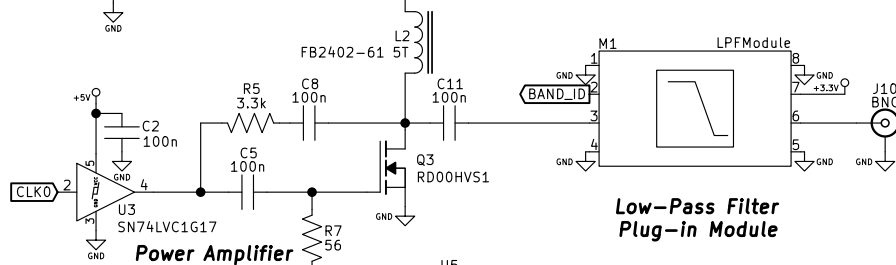 GND
L2
FB2402-61 5T
M1
LPFModule
1
GND
8
GND
BAND_ID
2
7
+3.3V
J10
BNC
+5V
R5
3.3k
C8
100n
C11
100n
3
6
C2
100n
GND
4
GND
5
GND
GND
C5
100n
Q3
RD00HVS1
5
VCC
GND
CLK0
2
4
3
U3
SN74LVC1G17
GND
GND
R7
56
Power Amplifier
Low-Pass Filter
Plug-in Module